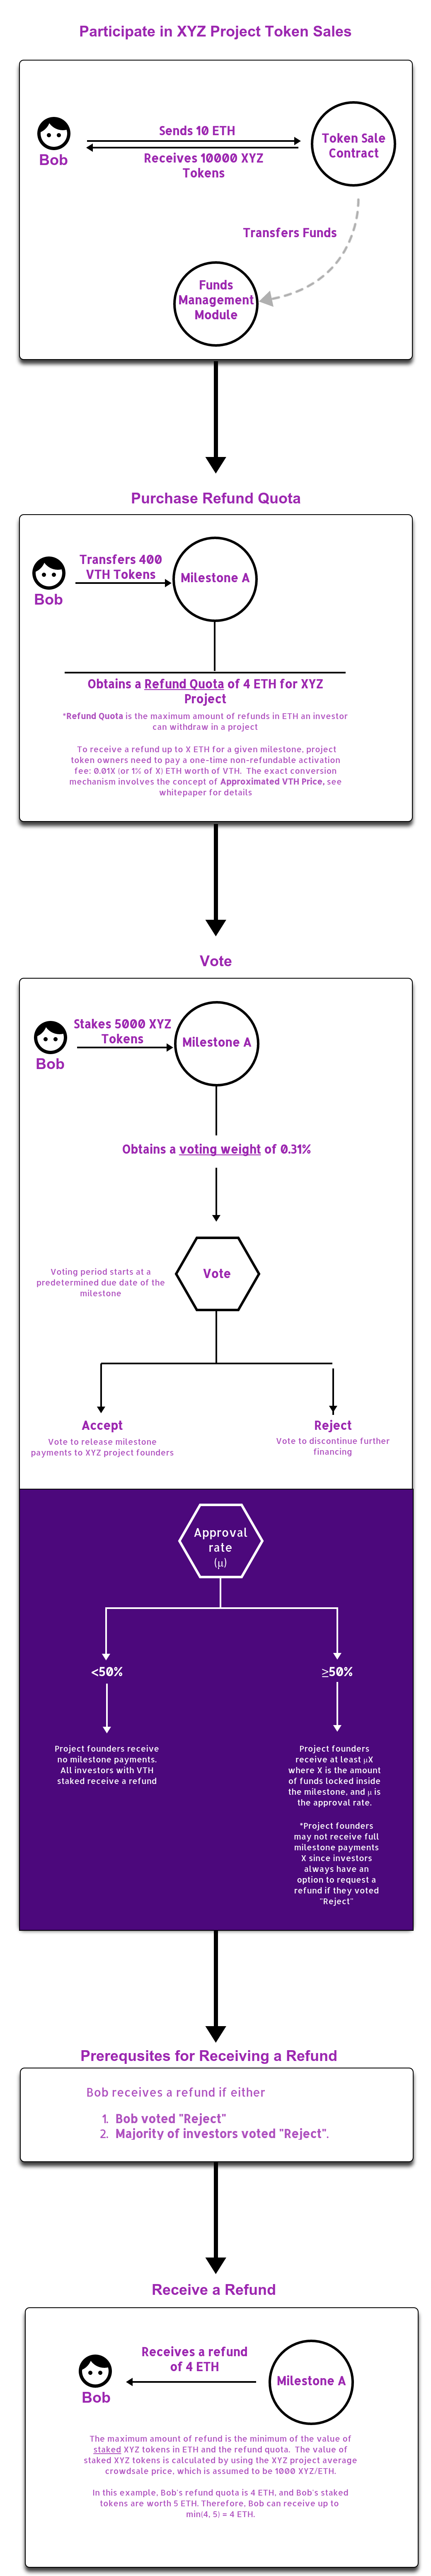 Participate in XYZ Project Token Sales
Sends 10 ETH
Bob
Receives 10000 XYZ
Tokens
Token Sale
Contract
Transfers Funds
Funds
Management
Module
Purchase Refund Quota
Transfers 400
VTH Tokens
Bob
Milestone A
Obtains a Refund Quota of 4 ETH for XYZ
Project
*Refund Quota is the maximum amount of refunds in ETH an investor
can withdraw in a project
To receive a refund up to X ETH for a given milestone, project
token owners need to pay a one-time non-refundable activation
fee: 0.01X (or 1% of X) ETH worth of VTH. The exact conversion
mechanism involves the concept of Approximated VTH Price, see
whitepaper for details
Vote
Stakes 5000 XYZ
Tokens
Bob
Milestone A
Obtains a voting weight of 0.31%
Vote
Voting period starts at a
predetermined due date of the
milestone
Accept
Vote to release milestone
payments to XYZ project founders
Reject
Vote to discontinue further
financing
Approval
rate
(μ)
<50%
≥50%
Project founders receive
no milestone payments.
All investors with VTH
staked receive a refund
Project founders
receive at least μX
where X is the amount
of funds locked inside
the milestone, and μ is
the approval rate.
*Project founders
may not receive full
milestone payments
X since investors
always have an
option to request a
refund if they voted
"Reject"
Prerequsites for Receiving a Refund
Bob receives a refund if either
1. Bob voted "Reject"
2. Majority of investors voted "Reject".
Receive a Refund
Receives a refund
of 4 ETH
Bob
Milestone A
The maximum amount of refund is the minimum of the value of
staked XYZ tokens in ETH and the refund quota. The value of
staked XYZ tokens is calculated by using the XYZ project average
crowdsale price, which is assumed to be 1000 XYZ/ETH.
In this example, Bob's refund quota is 4 ETH, and Bob's staked
tokens are worth 5 ETH. Therefore, Bob can receive up to
min(4, 5) = 4 ETH.